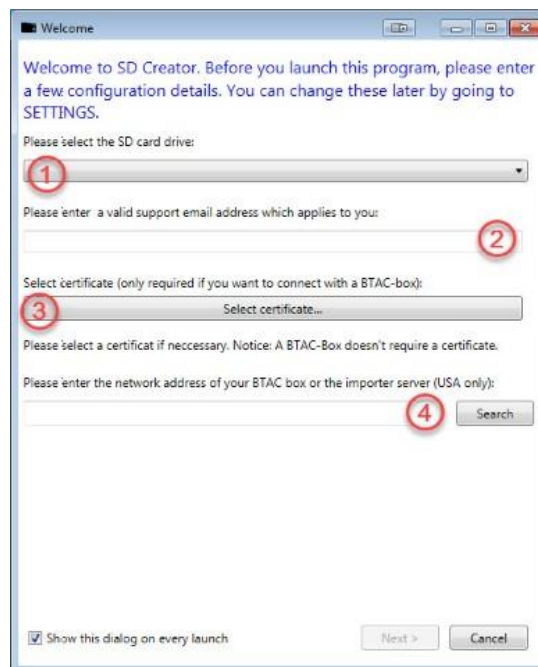 Welcome
Welcome to SD Creator. Before you launch this program, please enter
a few configuration details. You can change these later by going to
SETTINGS.
Please select the SD card drive:
1
Please enter a valid support email address which applies to you:
2
Select certificate (only required if you want to connect with a BTAC-box):
3
Select certificate...
Please select a certificat if neccessary. Notice: A BTAC-Box doesn't require a certificate.
Please enter the network address of your BTAC box or the importer server (USA only):
4
Search
Show this dialog on every launch
Next >
Cancel